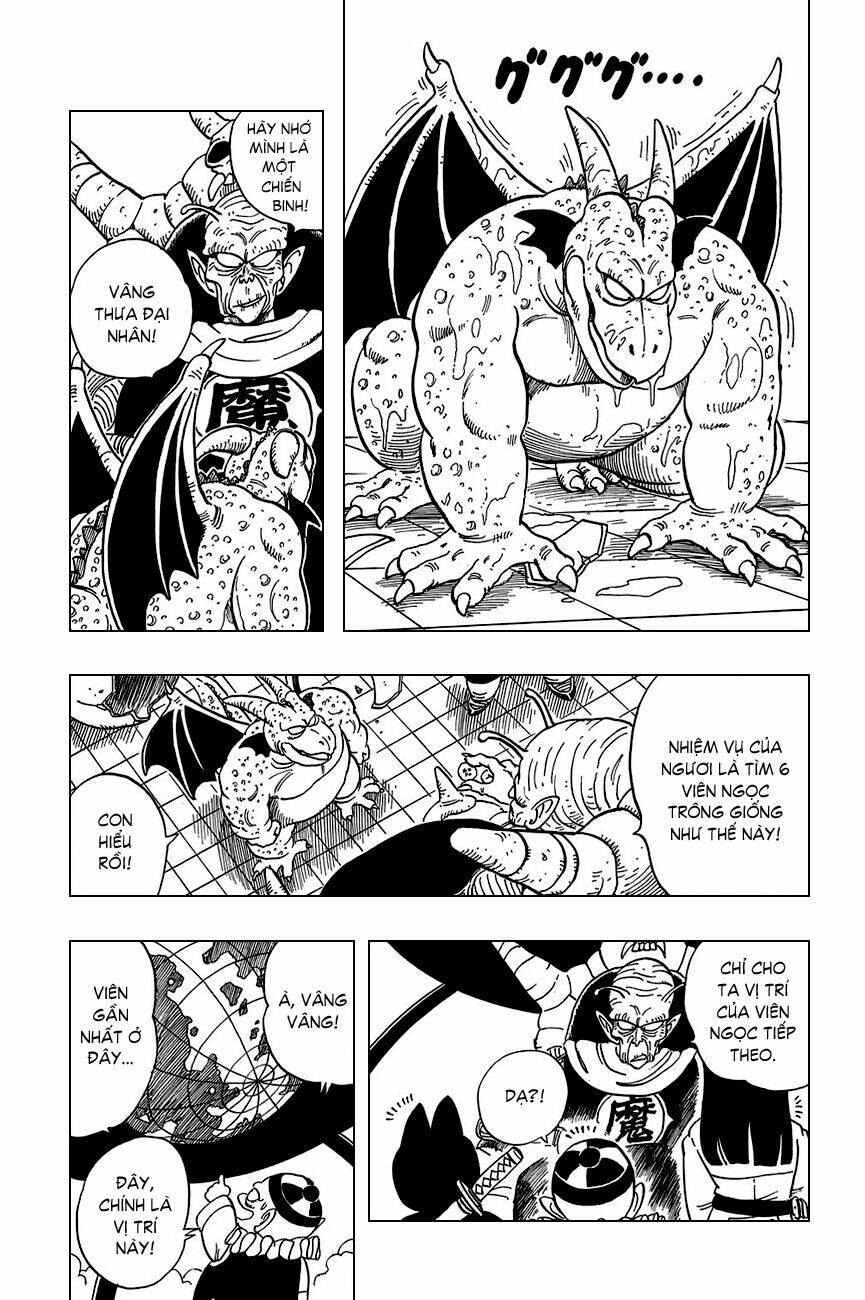 グググ・・・・
HÃY NHỚ
MÌNH LÀ
MỘT
CHIẾN
BINH!
VÂNG
THƯA ĐẠI
NHÂN!
魔
NHIỆM VỤ CỦA
NGƯƠI LÀ TÌM 6
VIÊN NGỌC
TRÔNG GIỐNG
NHƯ THẾ NÀY!
CON
HIỂU
RỒI!
CHỈ CHO
TA VỊ TRÍ
CỦA VIÊN
NGỌC TIẾP
THEO.
DẠ?!
魔
À, VÂNG
VÂNG!
VIÊN
GẦN
NHẤT Ở
ĐÂY...
ĐÂY,
CHÍNH LÀ
VỊ TRÍ
NÀY!